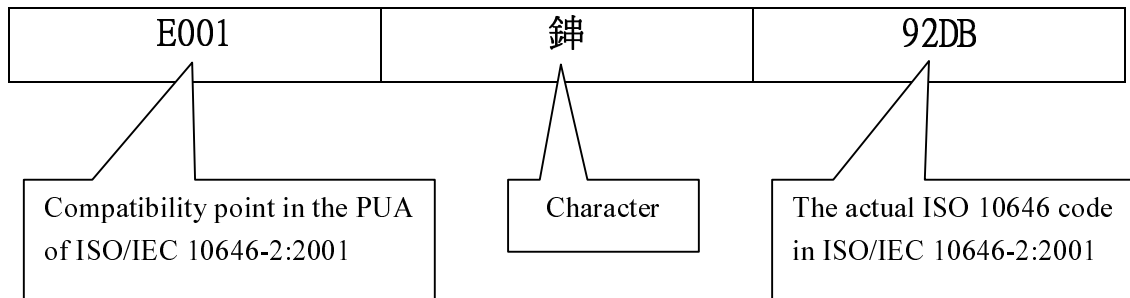 E001 鋛 92DB
Compatibility point in the PUA
of ISO/IEC 10646-2:2001
Character
The actual ISO 10646 code
in ISO/IEC 10646-2:2001